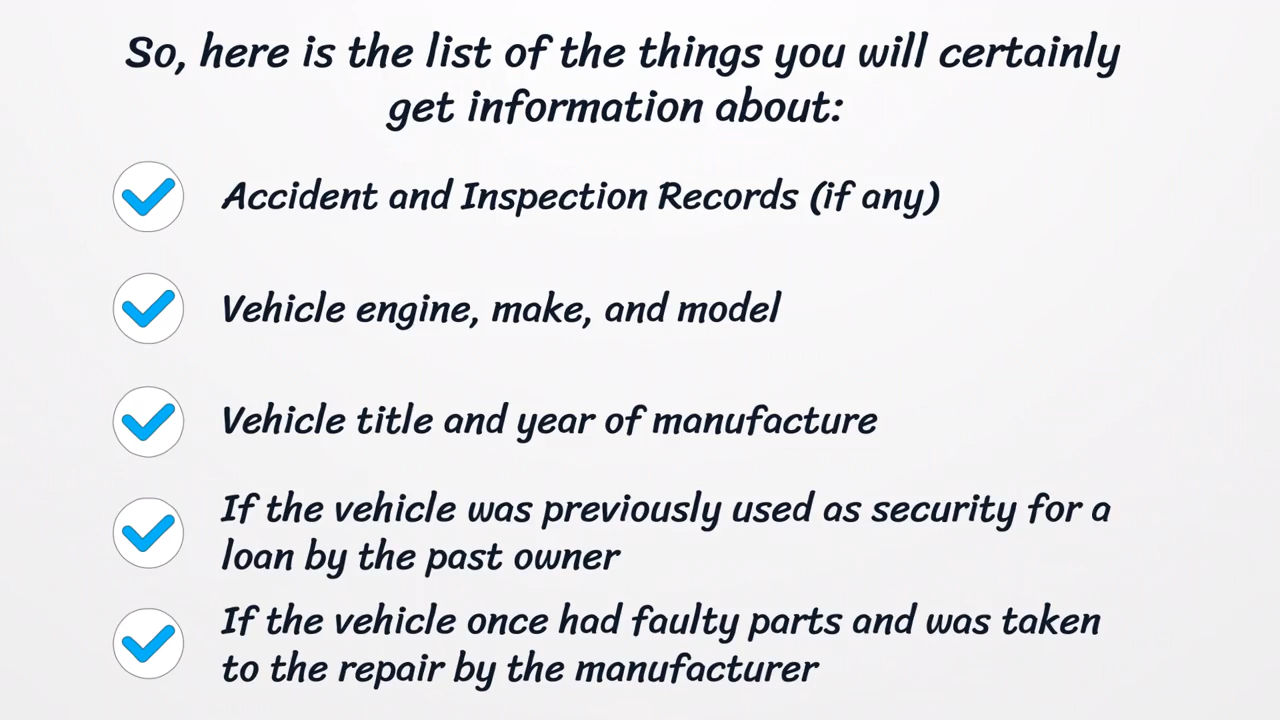 So, here is the list of the things you will certainly
get information about:
Accident and Inspection Records (if any)
Vehicle engine, make, and model
Vehicle title and year of manufacture
If the vehicle was previously used as security for a
loan by the past owner
If the vehicle once had faulty parts and was taken
to the repair by the manufacturer